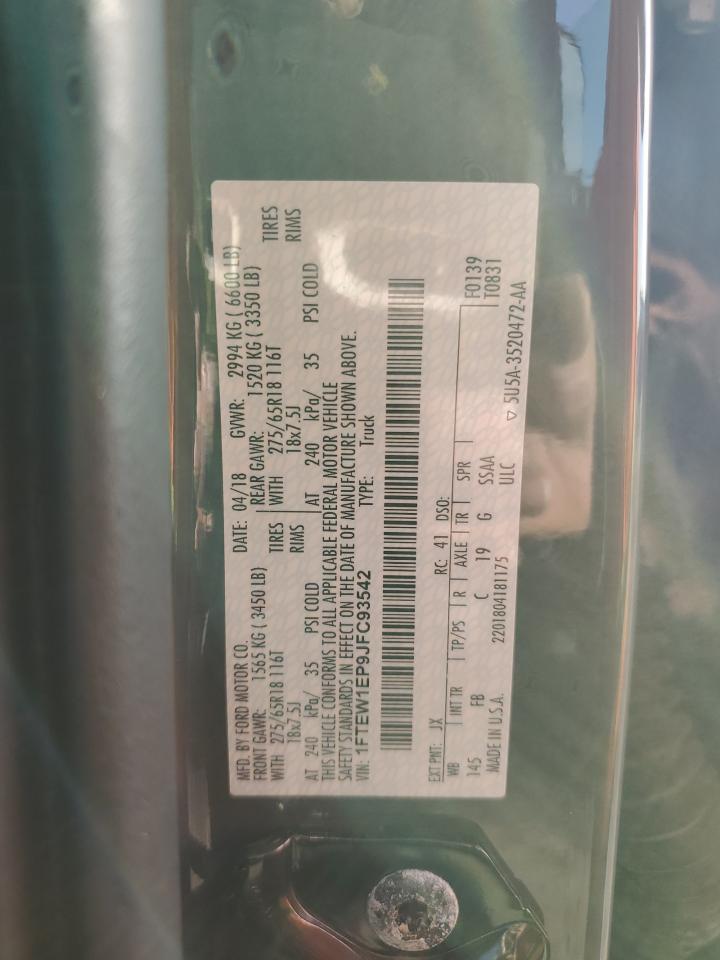 MFD. BY FORD MOTOR CO.
DATE: 04/18 GVWR: 2994 KG ( 6600 LB)
FRONT GAWR: 1565 KG ( 3450 LB) REAR GAWR: 1520 KG ( 3350 LB)
WITH 275/65R18 116T TIRES WITH 275/65R18 116T TIRES
18x7.5J RIMS 18x7.5J RIMS
AT 240 kPa/ 35 PSI COLD AT 240 kPa/ 35 PSI COLD
THIS VEHICLE CONFORMS TO ALL APPLICABLE FEDERAL MOTOR VEHICLE
SAFETY STANDARDS IN EFFECT ON THE DATE OF MANUFACTURE SHOWN ABOVE.
VIN: 1FTEW1EP9JFC93542 TYPE: Truck
EXT PNT: JX RC: 41 DSO:
WB INT TR TP/PS R AXLE TR SPR F0139
145 FB C 19 G SSAA T0831
MADE IN U.S.A. 2201804181175 ULC
▽ 5U5A-3520472-AA